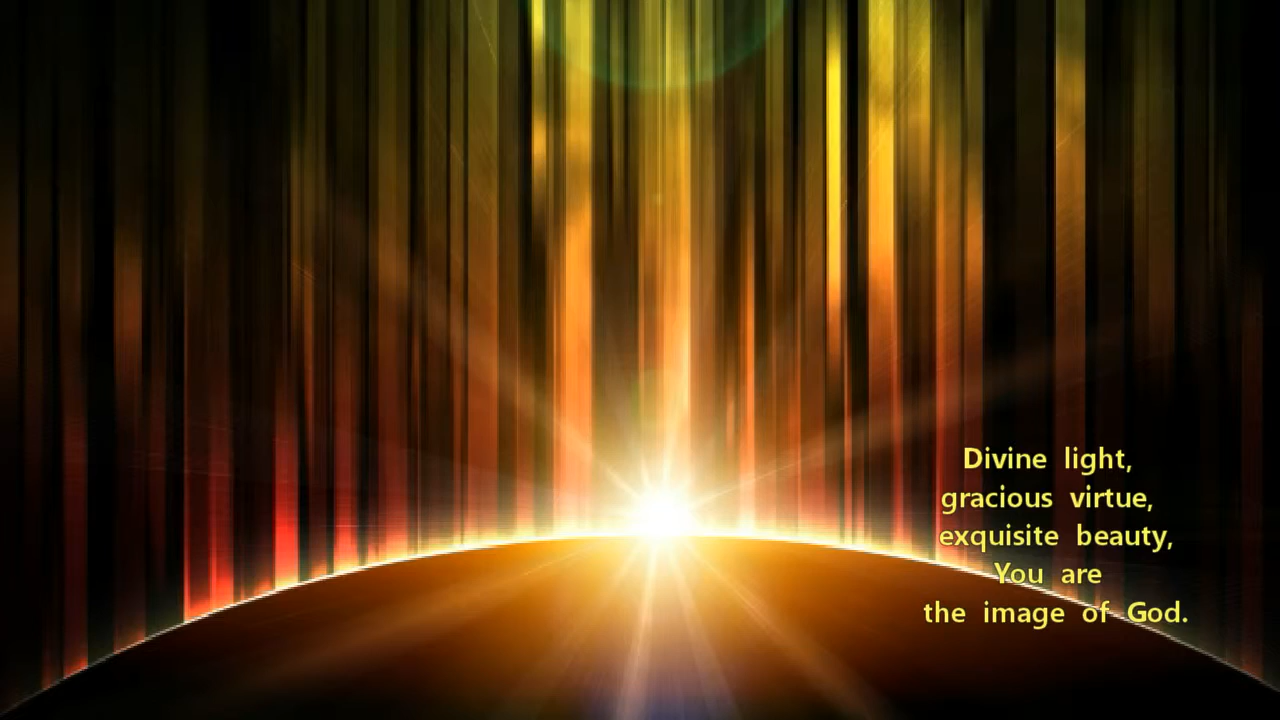 Divine light,
gracious virtue,
exquisite beauty,
You are
the image of God.